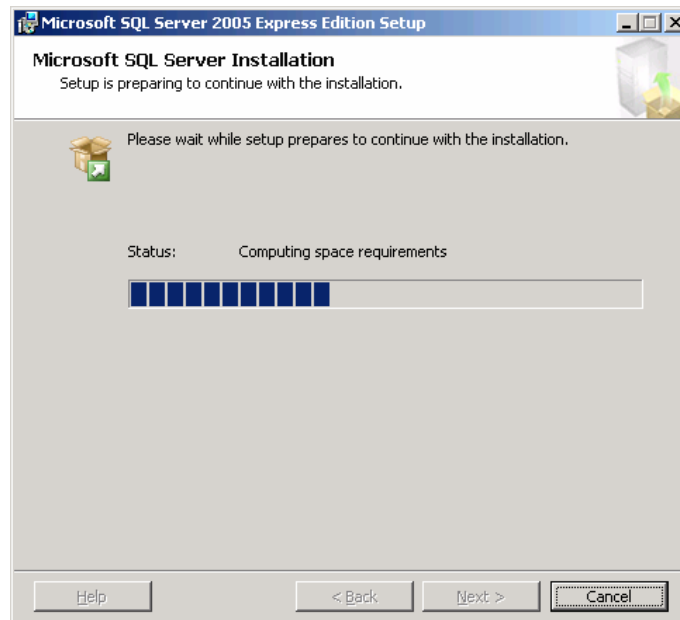 Microsoft SQL Server 2005 Express Edition Setup
Microsoft SQL Server Installation
Setup is preparing to continue with the installation.
Please wait while setup prepares to continue with the installation.
Status: Computing space requirements
Help < Back Next > Cancel